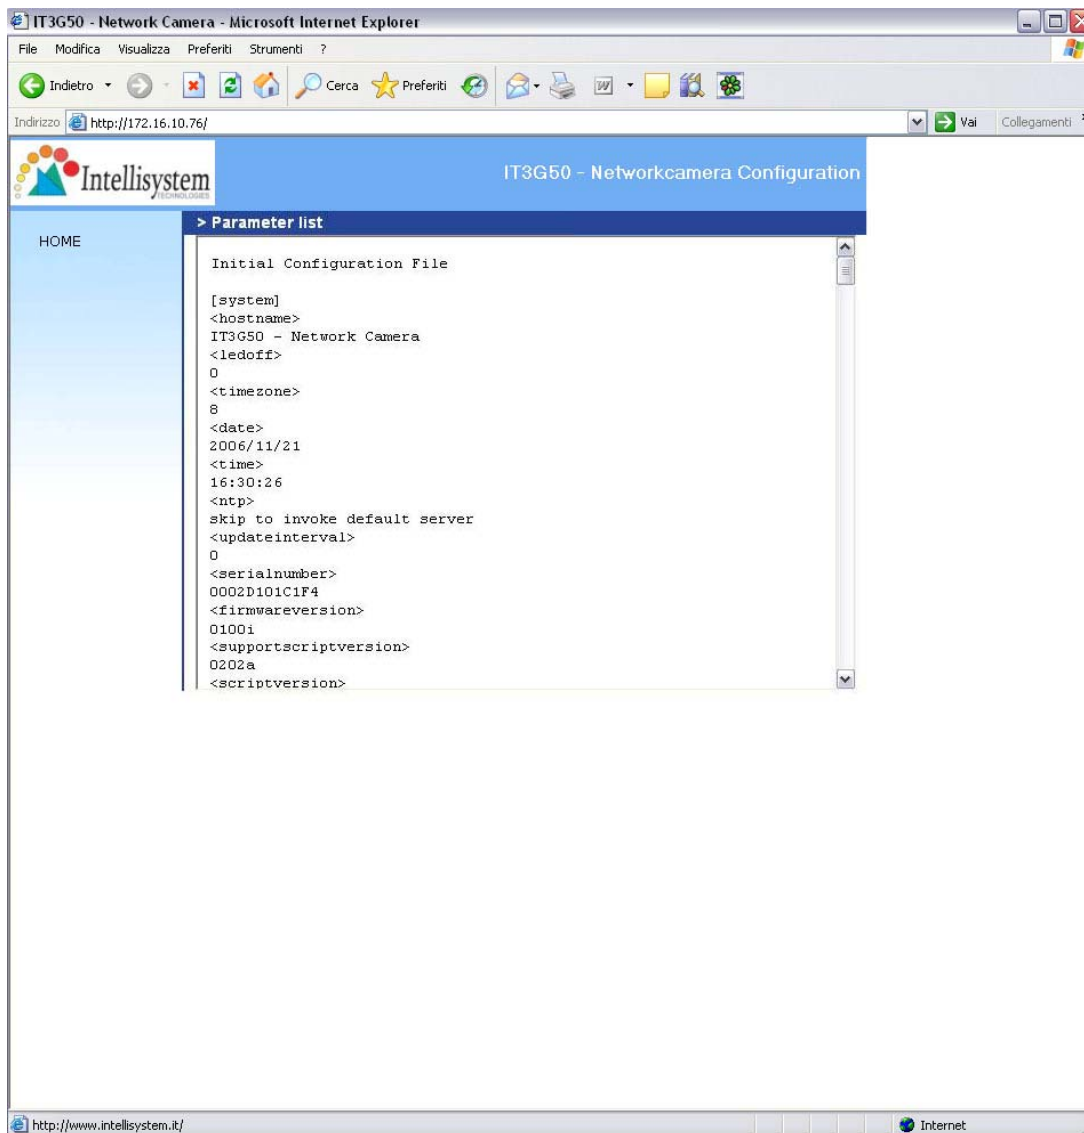 IT3G50 - Network Camera - Microsoft Internet Explorer
File Modifica Visualizza Preferiti Strumenti ?
Indietro Cerca Preferiti
Indirizzo http://172.16.10.76/ Vai Collegamenti
Intellisystem
TECHNOLOGIES
IT3G50 - Networkcamera Configuration
> Parameter list
HOME
Initial Configuration File
[system]
<hostname>
IT3G50 - Network Camera
<ledoff>
0
<timezone>
8
<date>
2006/11/21
<time>
16:30:26
<ntp>
skip to invoke default server
<updateinterval>
0
<serialnumber>
0002D101C1F4
<firmwareversion>
0100i
<supportscriptversion>
0202a
<scriptversion>
http://www.intellisystem.it/ Internet